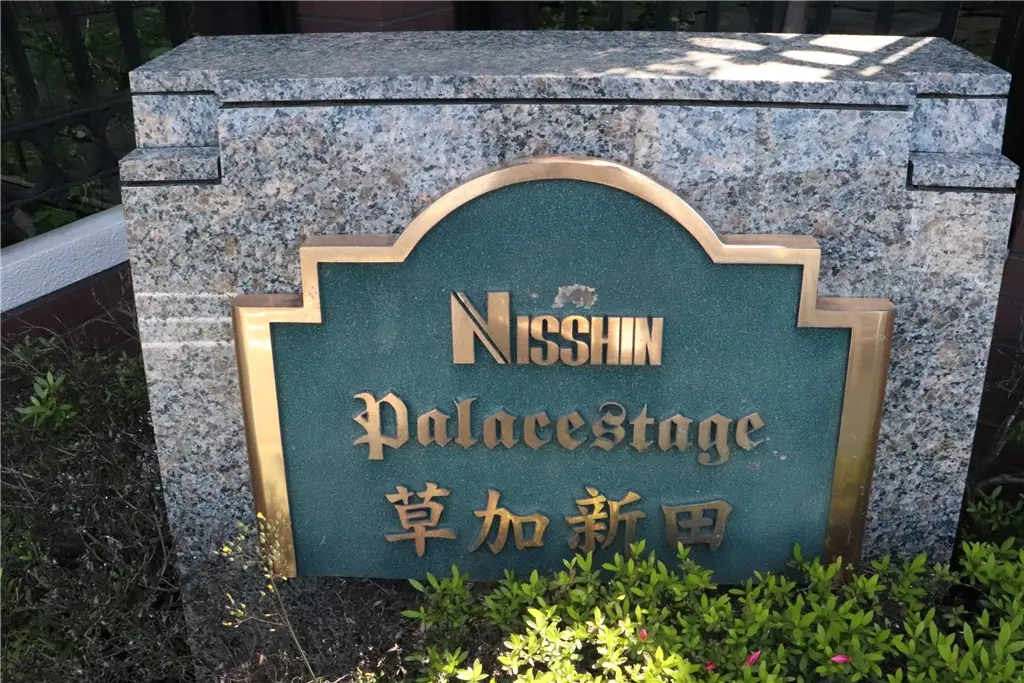 NISSHIN
Palacestage
草加新田